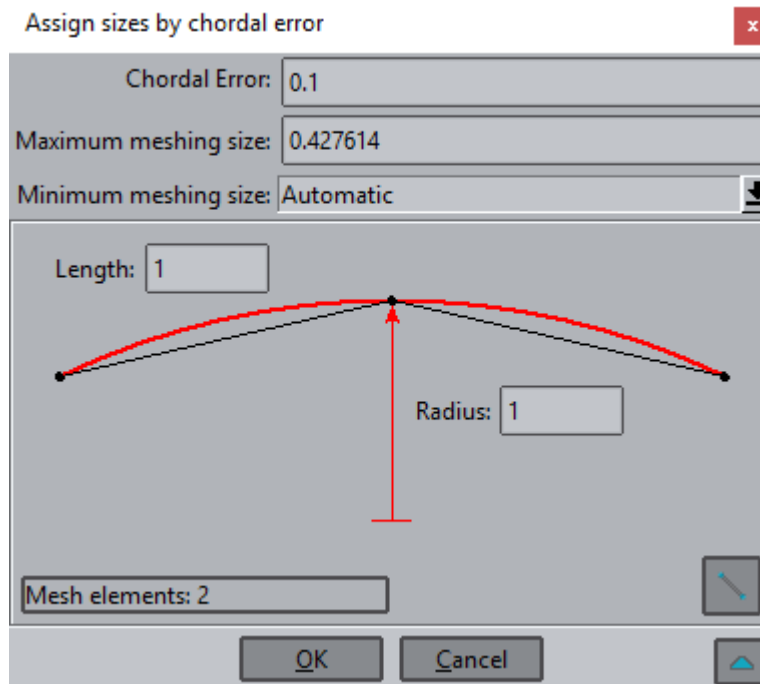 Assign sizes by chordal error
x
Chordal Error: 0.1
Maximum meshing size: 0.427614
Minimum meshing size: Automatic
Length: 1
Radius: 1
Mesh elements: 2
OK Cancel